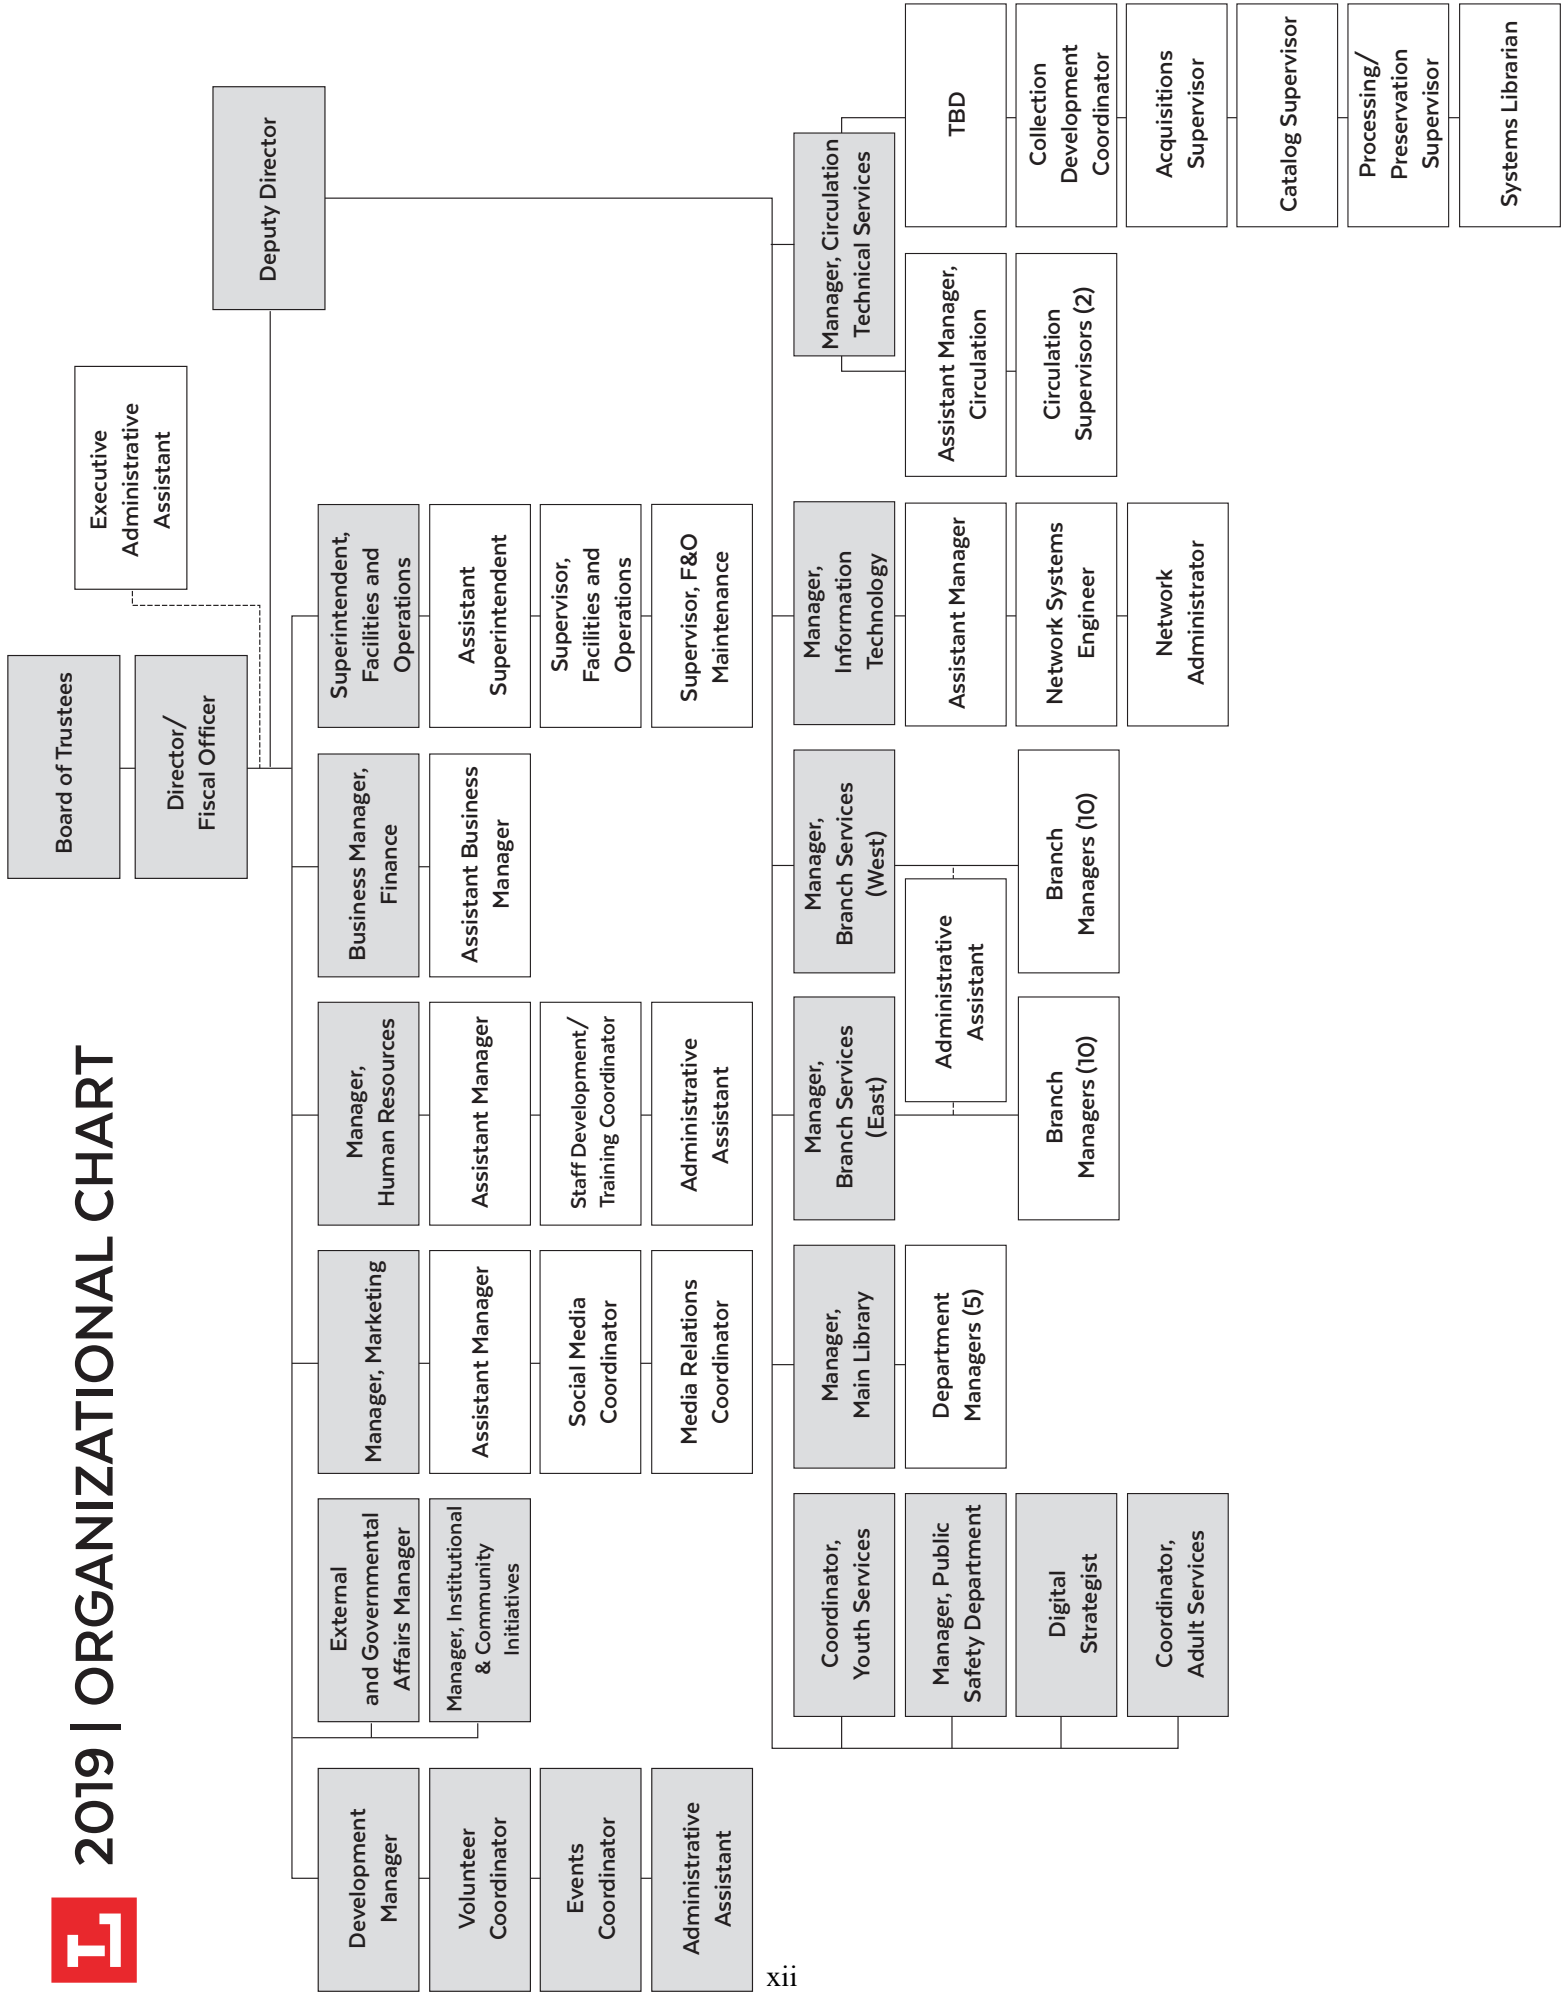 2019 | ORGANIZATIONAL CHART
Board of Trustees
Director/
Fiscal Officer
Executive
Administrative
Assistant
Deputy Director
Development
Manager
Volunteer
Coordinator
Events
Coordinator
Administrative
Assistant
External
and Governmental
Affairs Manager
Manager, Institutional
& Community
Initiatives
Manager, Marketing
Assistant Manager
Social Media
Coordinator
Media Relations
Coordinator
Manager,
Human Resources
Assistant Manager
Staff Development/
Training Coordinator
Administrative
Assistant
Business Manager,
Finance
Assistant Business
Manager
Superintendent,
Facilities and
Operations
Assistant
Superintendent
Supervisor,
Facilities and
Operations
Supervisor, F&O
Maintenance
Coordinator,
Youth Services
Manager, Public
Safety Department
Digital
Strategist
Coordinator,
Adult Services
Manager,
Main Library
Department
Managers (5)
Manager,
Branch Services
(East)
Administrative
Assistant
Branch
Managers (10)
Manager,
Branch Services
(West)
Branch
Managers (10)
Manager,
Information
Technology
Assistant Manager
Network Systems
Engineer
Network
Administrator
Manager, Circulation
Technical Services
Assistant Manager,
Circulation
Circulation
Supervisors (2)
TBD
Collection
Development
Coordinator
Acquisitions
Supervisor
Catalog Supervisor
Processing/
Preservation
Supervisor
Systems Librarian
xii